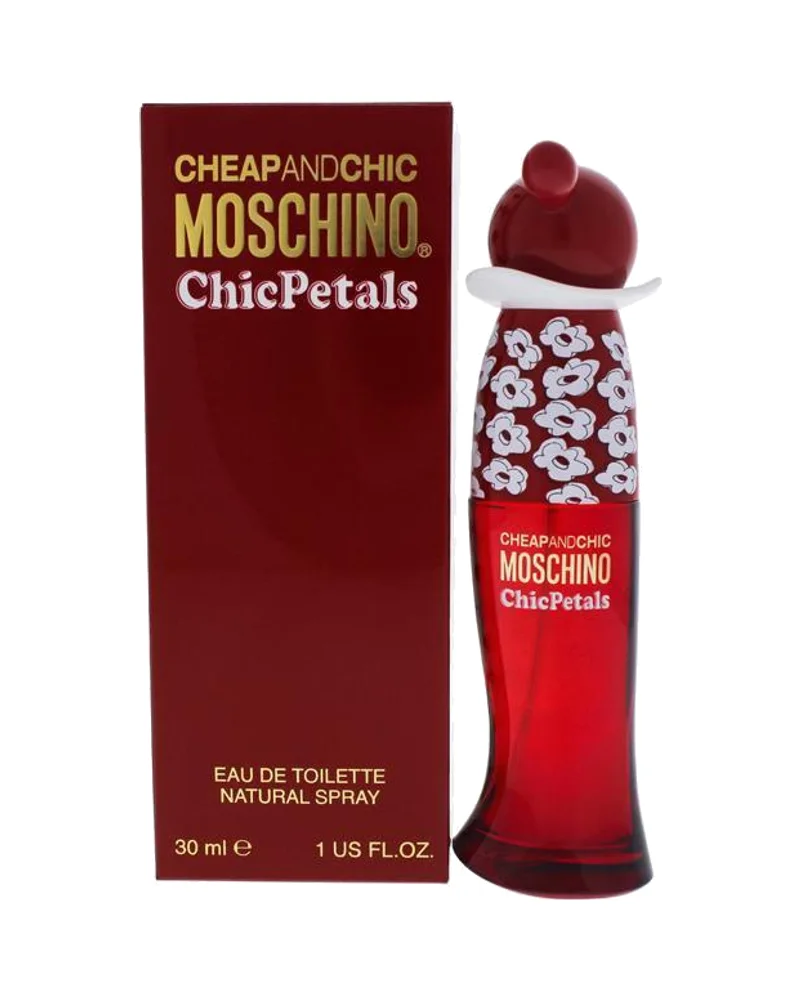 CHEAPANDCHIC
MOSCHINO®
ChicPetals
EAU DE TOILETTE
NATURAL SPRAY
30 ml ℮ 1 US FL.OZ.
CHEAPANDCHIC
MOSCHINO
ChicPetals